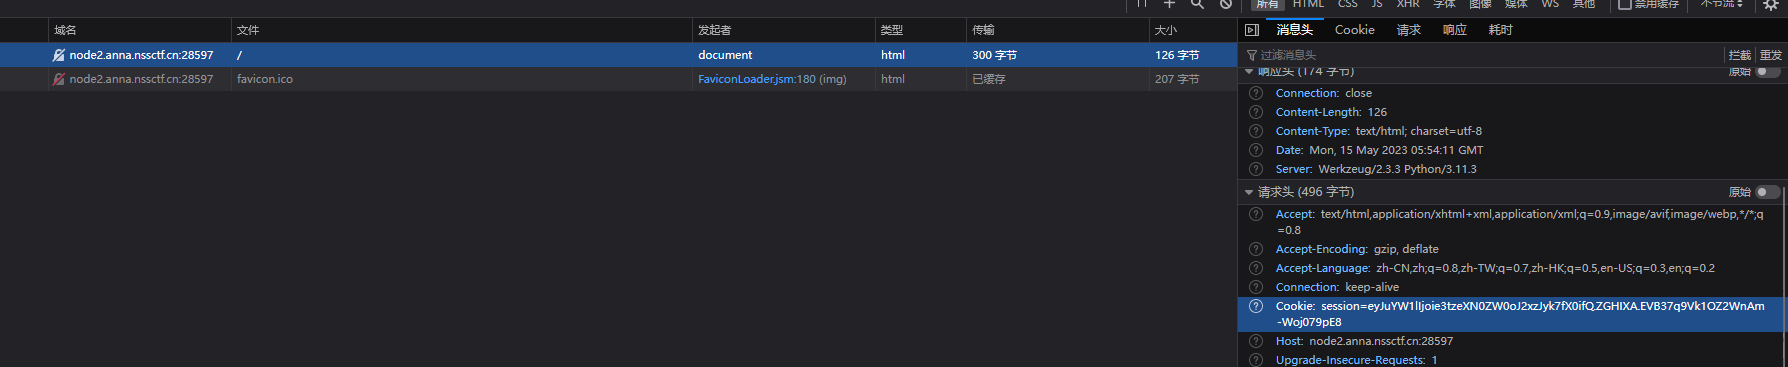 所有 HTML CSS JS XHR 字体 图像 媒体 WS 其他 禁用缓存 不节流
域名 文件 发起者 类型 传输 大小
node2.anna.nssctf.cn:28597 / document html 300 字节 126 字节
node2.anna.nssctf.cn:28597 favicon.ico FaviconLoader.jsm:180 (img) html 已缓存 207 字节
消息头 Cookie 请求 响应 耗时
过滤消息头 拦截 重发
响应头 (174 字节) 原始
Connection: close
Content-Length: 126
Content-Type: text/html; charset=utf-8
Date: Mon, 15 May 2023 05:54:11 GMT
Server: Werkzeug/2.3.3 Python/3.11.3
请求头 (496 字节) 原始
Accept: text/html,application/xhtml+xml,application/xml;q=0.9,image/avif,image/webp,*/*;q
=0.8
Accept-Encoding: gzip, deflate
Accept-Language: zh-CN,zh;q=0.8,zh-TW;q=0.7,zh-HK;q=0.5,en-US;q=0.3,en;q=0.2
Connection: keep-alive
Cookie: session=eyJuYW1lIjoie3tzeXN0ZW0oJ2xzJyk7fX0ifQ.ZGHIXA.EVB37q9Vk1OZ2WnAm
-Woj079pE8
Host: node2.anna.nssctf.cn:28597
Upgrade-Insecure-Requests: 1